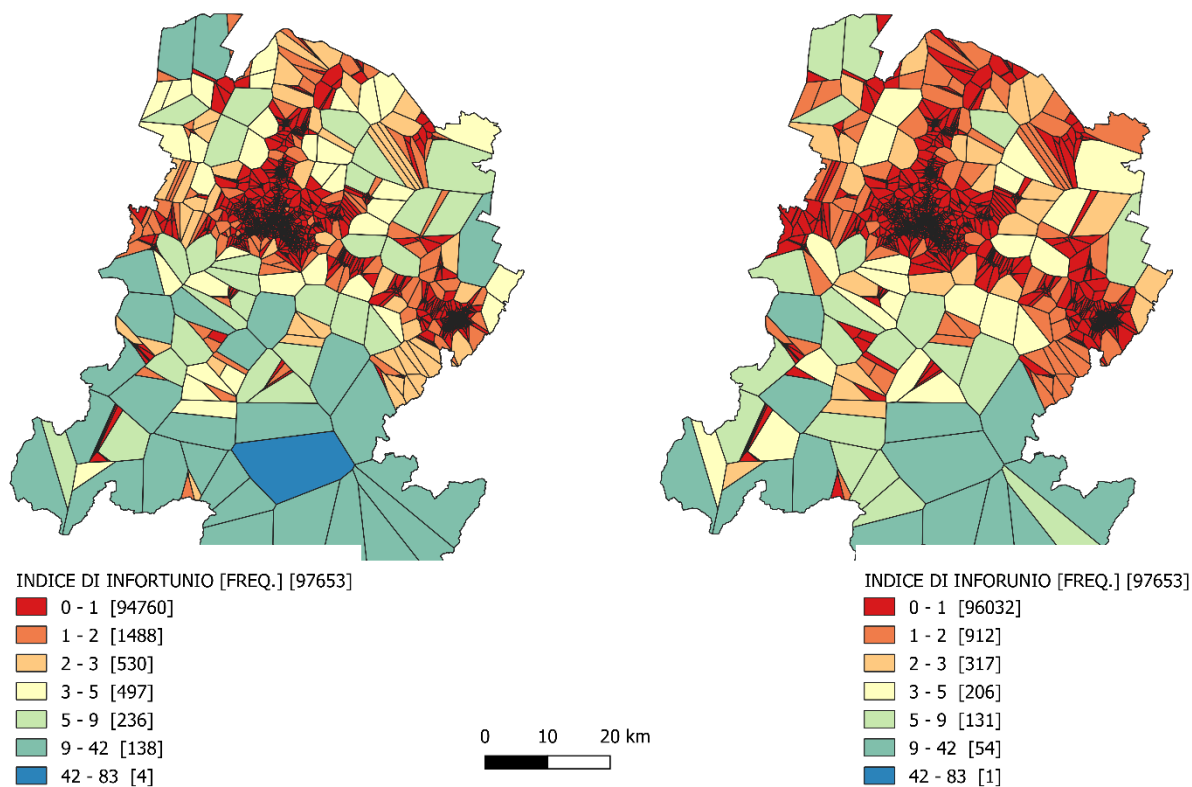 INDICE DI INFORTUNIO [FREQ.] [97653]
0 - 1 [94760]
1 - 2 [1488]
2 - 3 [530]
3 - 5 [497]
5 - 9 [236]
9 - 42 [138]
42 - 83 [4]
0 10 20 km
INDICE DI INFORUNIO [FREQ.] [97653]
0 - 1 [96032]
1 - 2 [912]
2 - 3 [317]
3 - 5 [206]
5 - 9 [131]
9 - 42 [54]
42 - 83 [1]